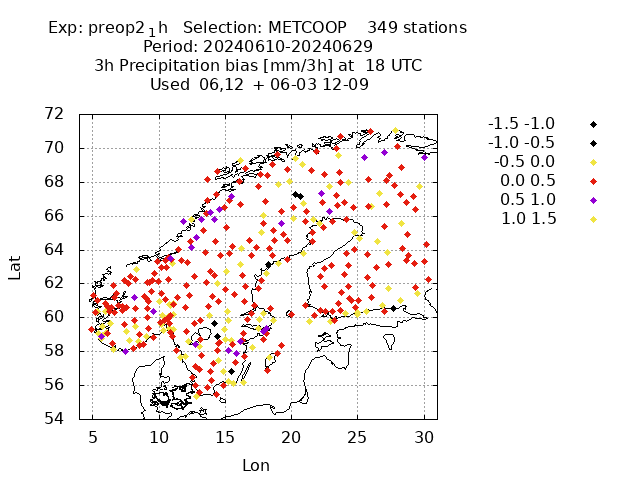 Exp: preop2₁h   Selection: METCOOP    349 stations
Period: 20240610-20240629
3h Precipitation bias [mm/3h] at  18 UTC
Used  06,12  + 06-03 12-09
72
70
68
66
64
62
60
58
56
54
Lat
5 10 15 20 25 30
Lon
-1.5 -1.0
-1.0 -0.5
-0.5 0.0
0.0 0.5
0.5 1.0
1.0 1.5